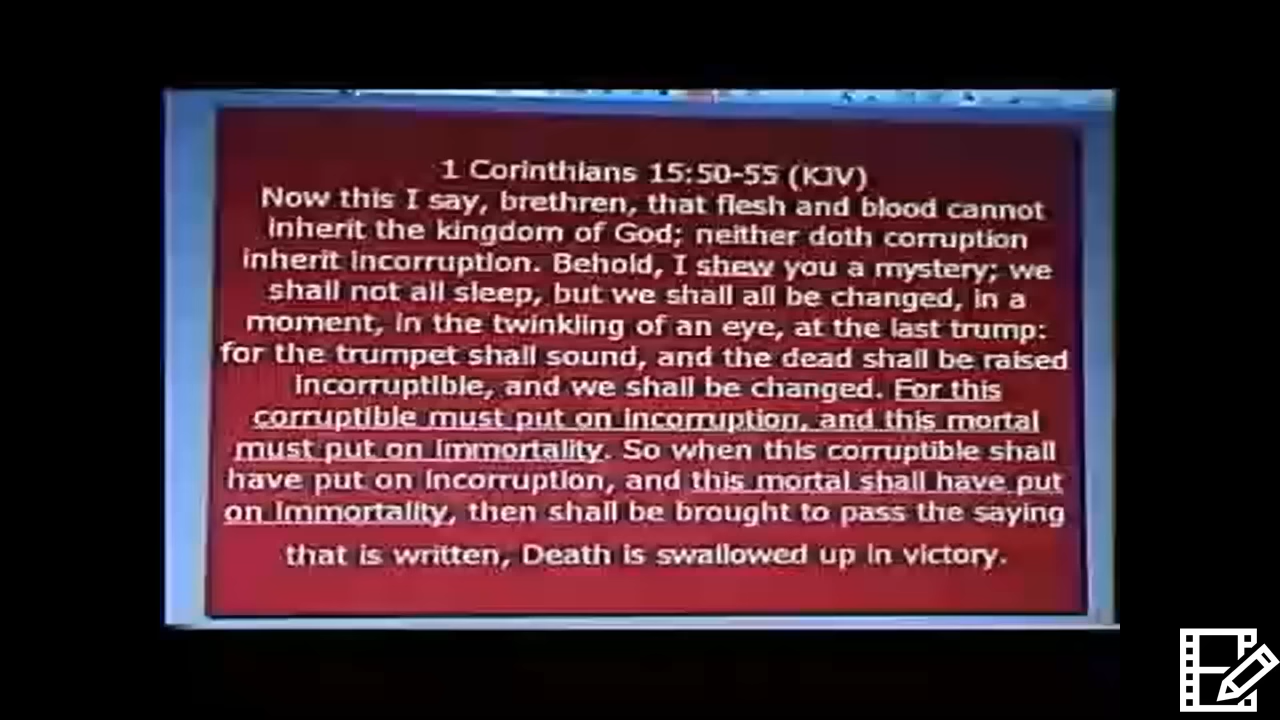 1 Corinthians 15:50-55 (KJV)
Now this I say, brethren, that flesh and blood cannot
inherit the kingdom of God; neither doth corruption
inherit incorruption. Behold, I shew you a mystery; we
shall not all sleep, but we shall all be changed, in a
moment, in the twinkling of an eye, at the last trump:
for the trumpet shall sound, and the dead shall be raised
incorruptible, and we shall be changed. For this
corruptible must put on incorruption, and this mortal
must put on immortality. So when this corruptible shall
have put on incorruption, and this mortal shall have put
on immortality, then shall be brought to pass the saying
that is written, Death is swallowed up in victory.